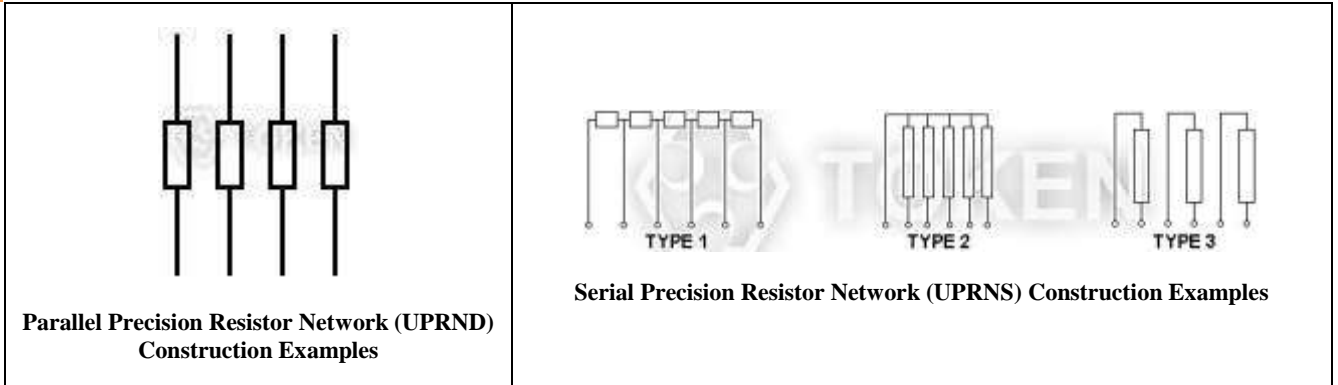 Parallel Precision Resistor Network (UPRND)
Construction Examples
TOKEN
TYPE 1
TYPE 2
TYPE 3
Serial Precision Resistor Network (UPRNS) Construction Examples